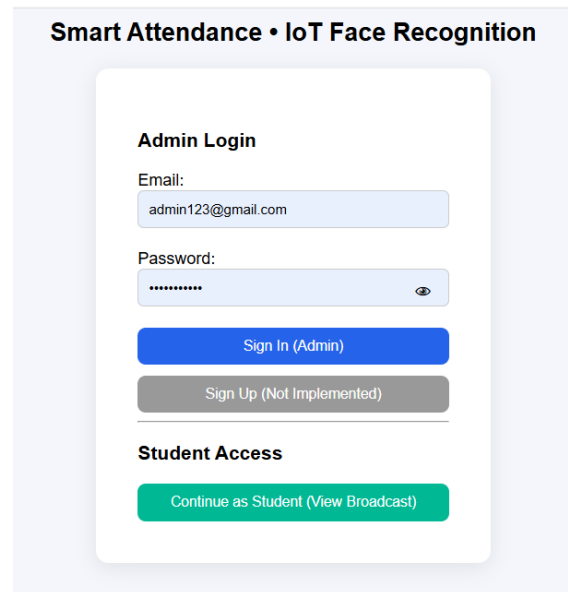 Smart Attendance • IoT Face Recognition
Admin Login
Email:
admin123@gmail.com
Password:
•••••••••••
Sign In (Admin)
Sign Up (Not Implemented)
Student Access
Continue as Student (View Broadcast)